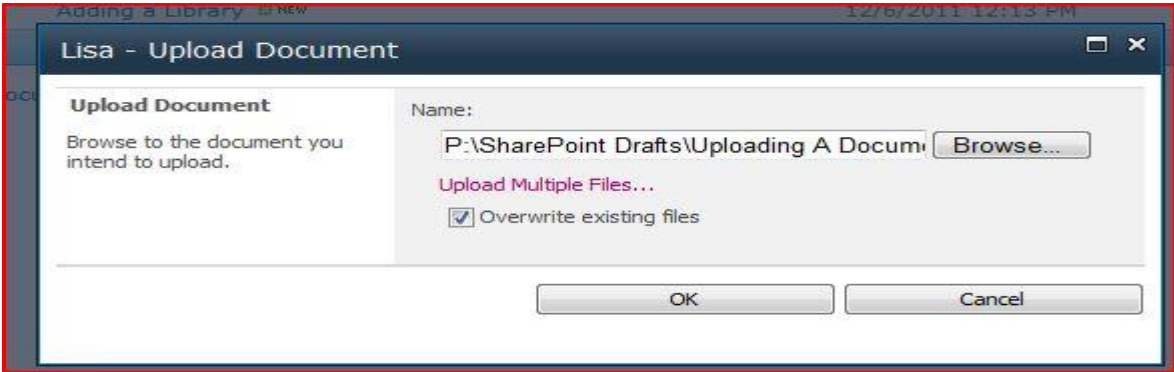 Adding a Library NEW 12/6/2011 12:13 PM
Lisa - Upload Document
Upload Document
Browse to the document you
intend to upload.
Name:
P:\SharePoint Drafts\Uploading A Docum Browse...
Upload Multiple Files...
Overwrite existing files
OK Cancel